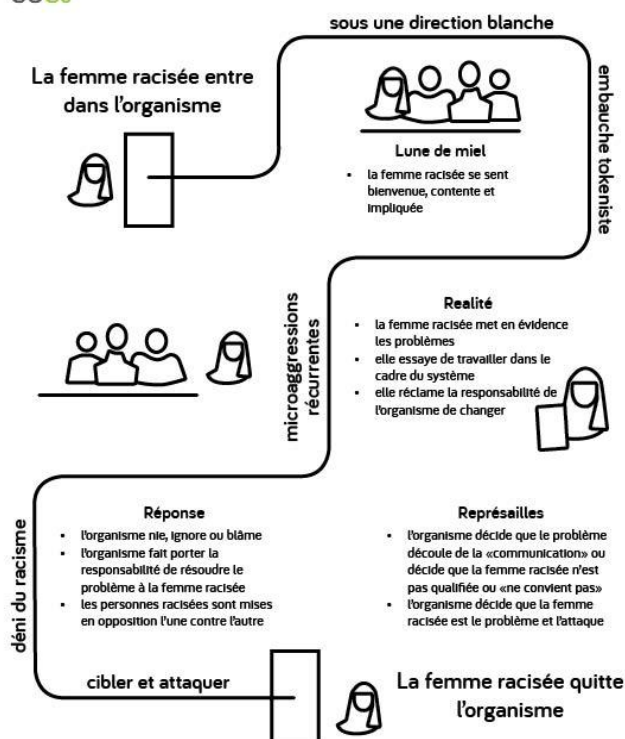 sous une direction blanche
La femme racisée entre
dans l'organisme
embauche tokeniste
Lune de miel
▪ la femme racisée se sent
bienvenue, contente et
impliquée
microaggressions
récurrentes
Realité
▪ la femme racisée met en évidence
les problèmes
▪ elle essaye de travailler dans le
cadre du système
▪ elle réclame la responsabilité de
l'organisme de changer
déni du racisme
Réponse
▪ l'organisme nie, ignore ou blâme
▪ l'organisme fait porter la
responsabilité de résoudre le
problème à la femme racisée
▪ les personnes racisées sont mises
en opposition l'une contre l'autre
Représailles
▪ l'organisme décide que le problème
découle de la «communication» ou
décide que la femme racisée n'est
pas qualifiée ou «ne convient pas»
▪ l'organisme décide que la femme
racisée est le problème et l'attaque
cibler et attaquer
La femme racisée quitte
l'organisme